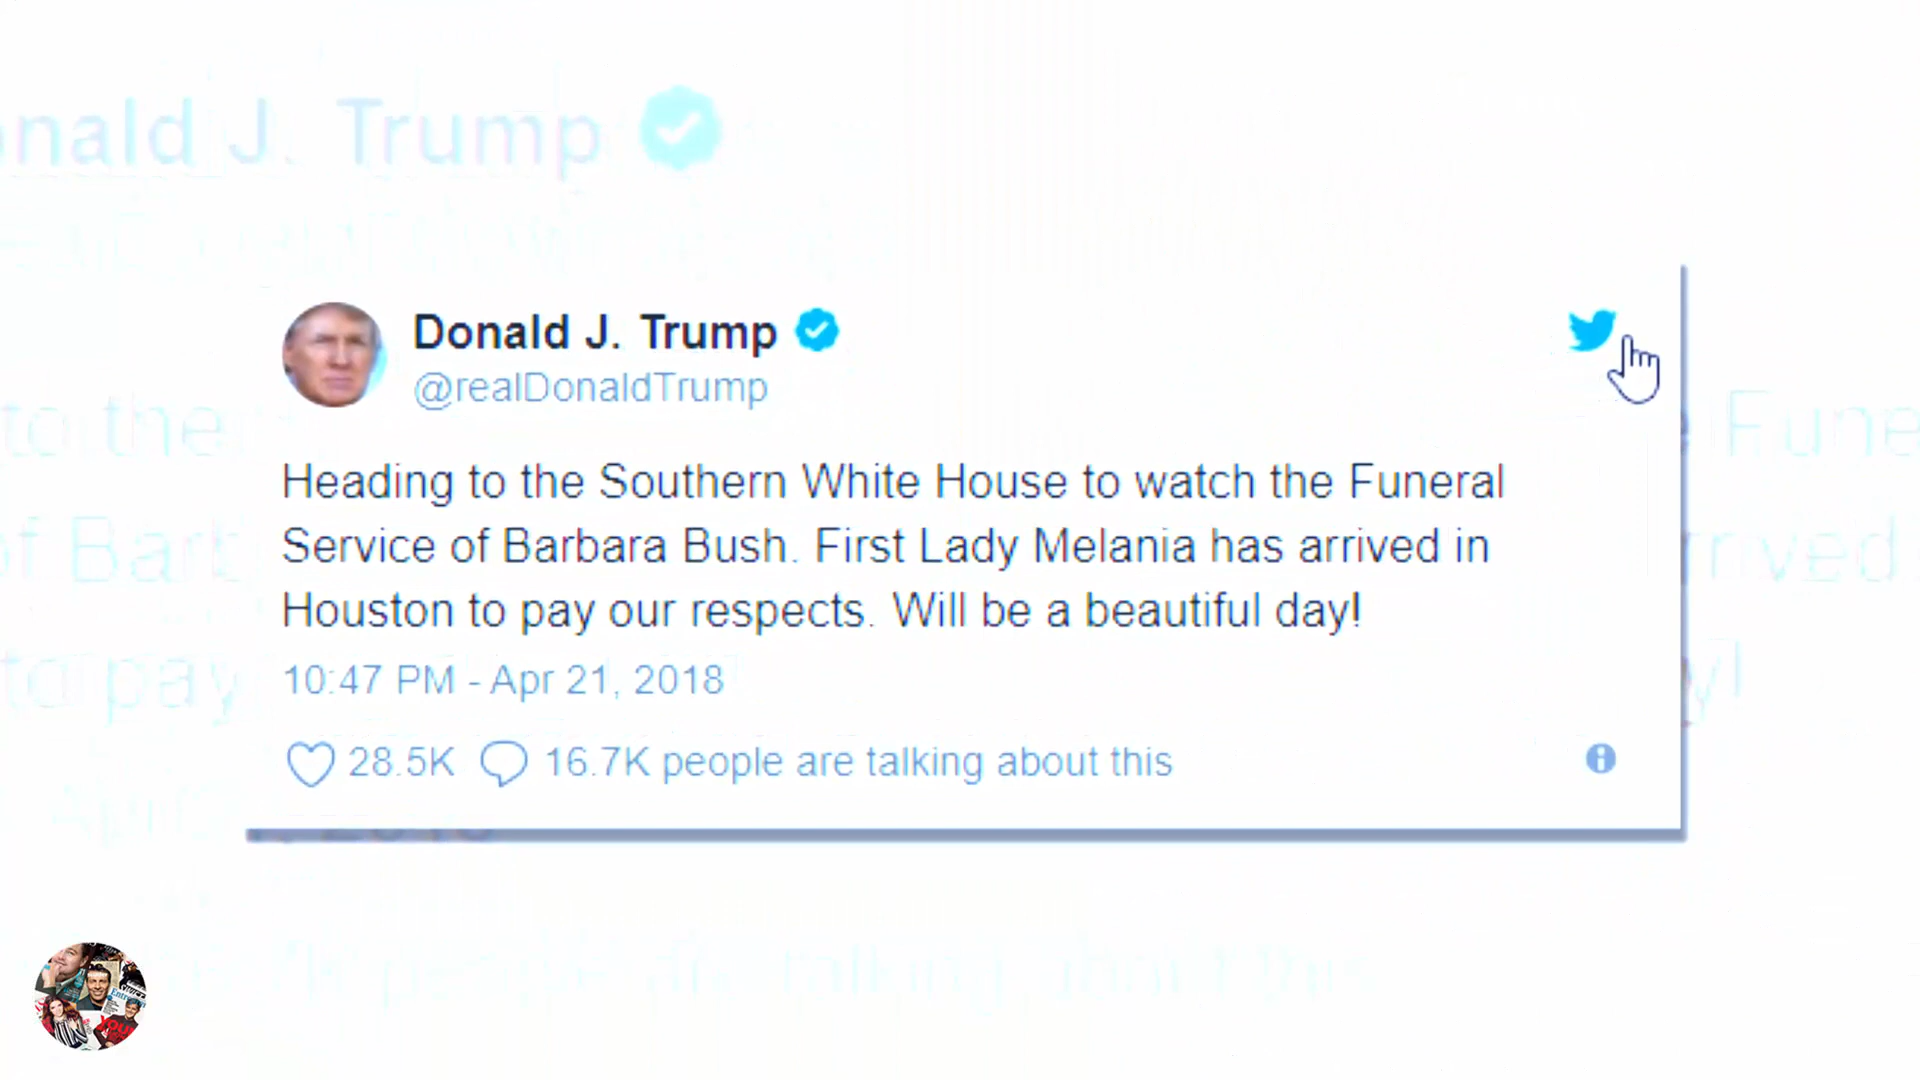 Donald J. Trump
@realDonaldTrump
Heading to the Southern White House to watch the Funeral
Service of Barbara Bush. First Lady Melania has arrived in
Houston to pay our respects. Will be a beautiful day!
10:47 PM - Apr 21, 2018
28.5K 16.7K people are talking about this